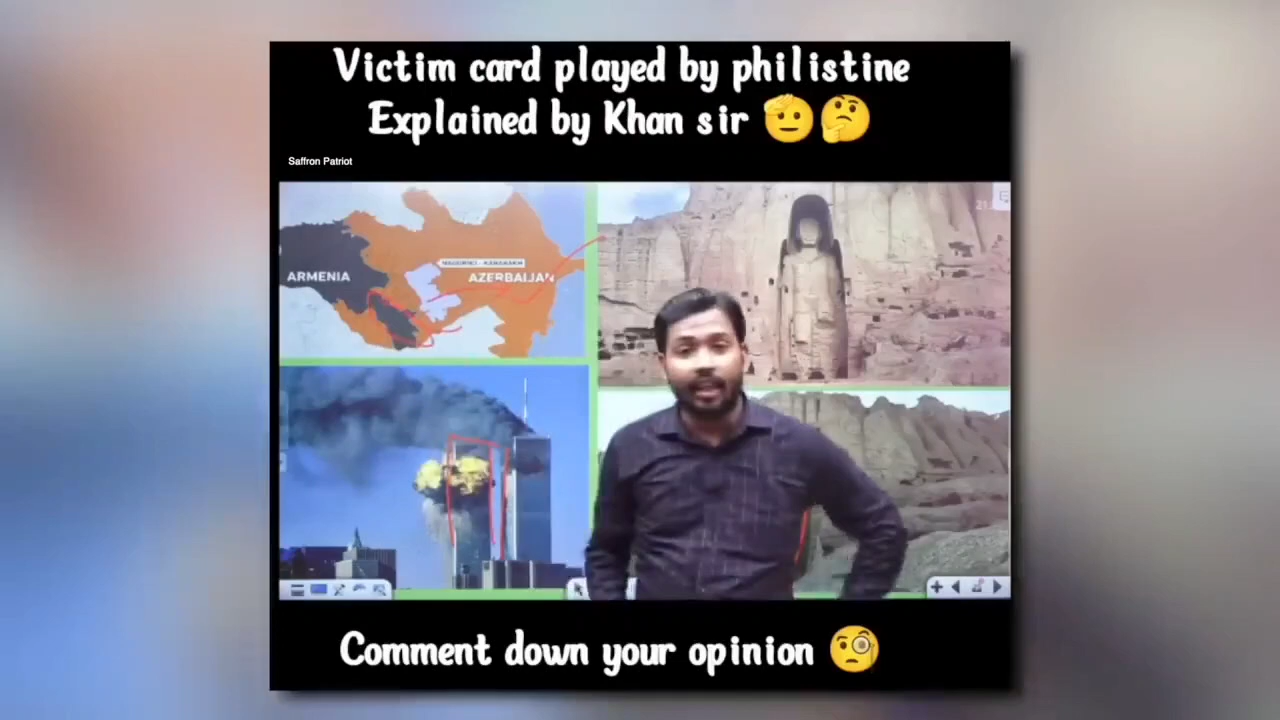 Victim card played by philistine
Explained by Khan sir 🫡🤔
Saffron Patriot
ARMENIA
AZERBAIJAN
Comment down your opinion 🧐